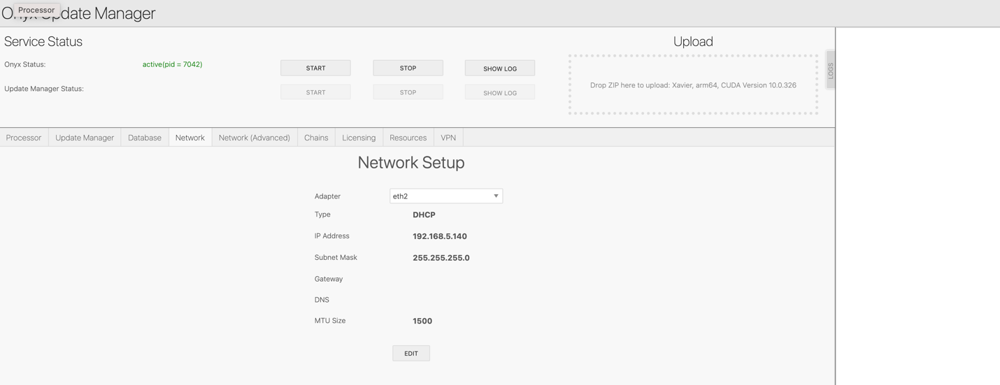 Onyx Update Manager
Processor
Service Status
Upload
Onyx Status: active(pid = 7042) START STOP SHOW LOG
LOGS
Drop ZIP here to upload: Xavier, arm64, CUDA Version 10.0.326
Update Manager Status: START STOP SHOW LOG
Processor Update Manager Database Network Network (Advanced) Chains Licensing Resources VPN
Network Setup
Adapter eth2
Type DHCP
IP Address 192.168.5.140
Subnet Mask 255.255.255.0
Gateway
DNS
MTU Size 1500
EDIT